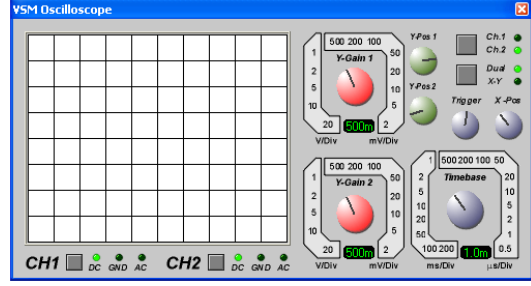 VSM Oscilloscope
500 200 100
1 50
Y-Gain 1
2 20
5 10
10 5
20 500m 2
V/Div mV/Div
Y-Pos 1
Y-Pos 2
Ch.1
Ch.2
Dual
X-Y
Trigger X-Pos
500 200 100
1 50
Y-Gain 2
2 20
5 10
10 5
20 500m 2
V/Div mV/Div
1 500 200 100 50
2 Timebase 20
5 10
10 5
20 2
50 1
100 200 1.0m 0.5
ms/Div µs/Div
CH1 DC GND AC CH2 DC GND AC